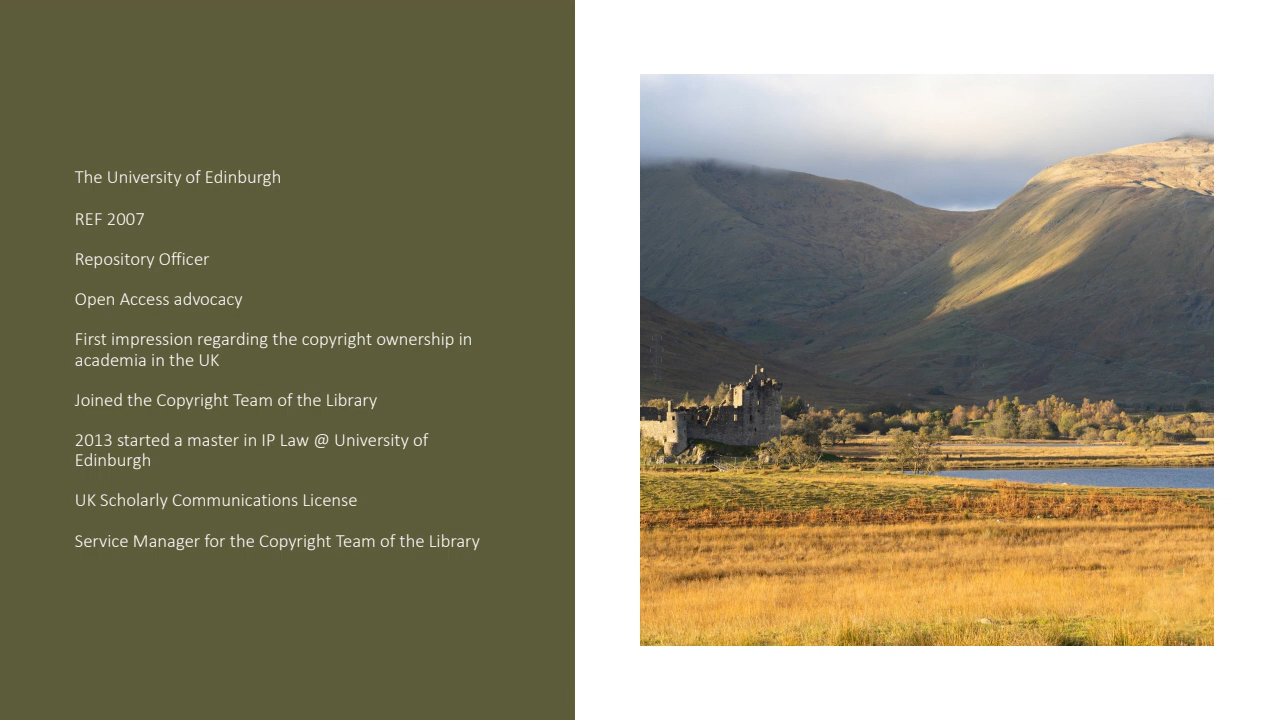 The University of Edinburgh
REF 2007
Repository Officer
Open Access advocacy
First impression regarding the copyright ownership in
academia in the UK
Joined the Copyright Team of the Library
2013 started a master in IP Law @ University of
Edinburgh
UK Scholarly Communications License
Service Manager for the Copyright Team of the Library